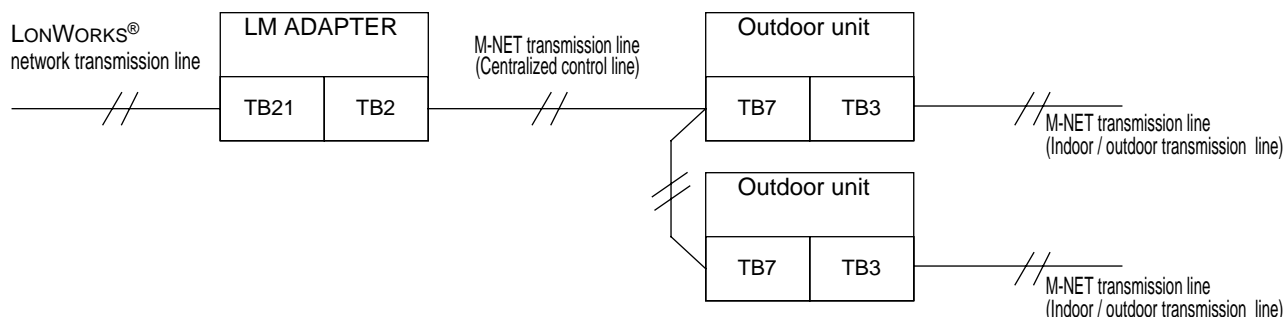 LONWORKS®
network transmission line
LM ADAPTER
TB21
TB2
M-NET transmission line
(Centralized control line)
Outdoor unit
TB7
TB3
M-NET transmission line
(Indoor / outdoor transmission line)
Outdoor unit
TB7
TB3
M-NET transmission line
(Indoor / outdoor transmission line)